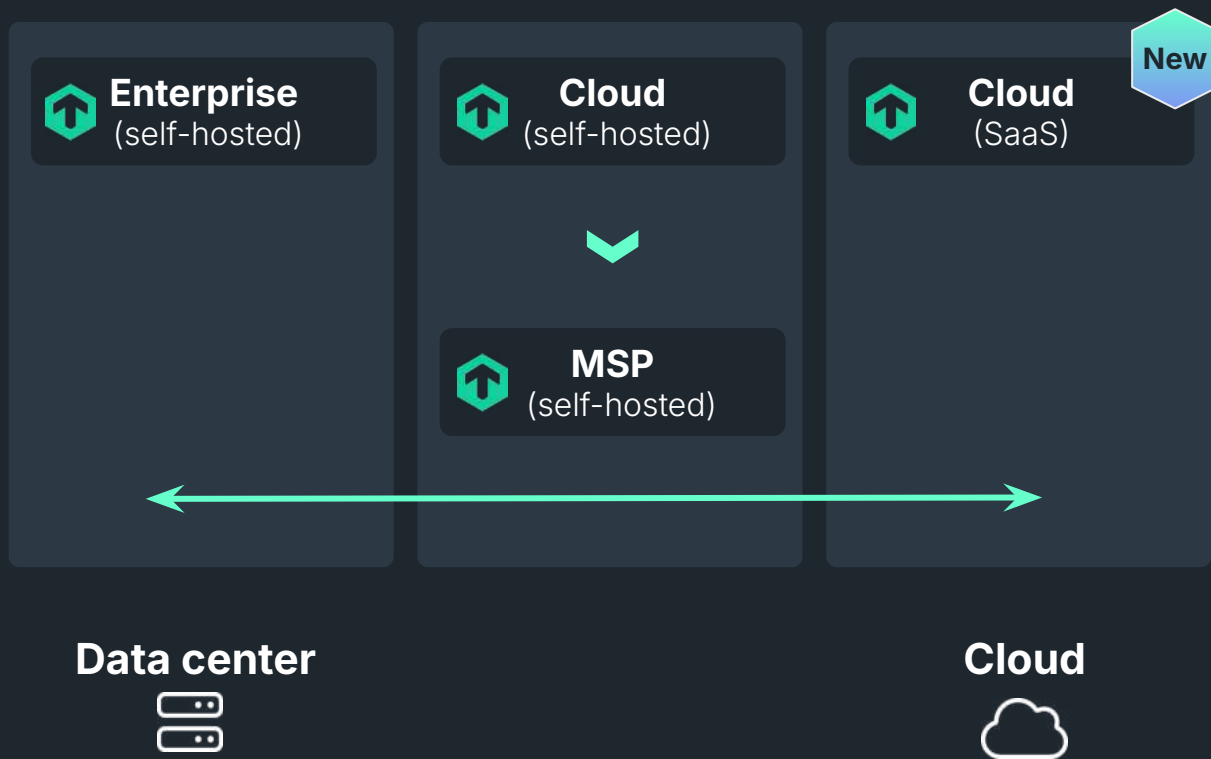 New
Enterprise
(self-hosted)
Cloud
(self-hosted)
Cloud
(SaaS)
MSP
(self-hosted)
Data center
Cloud